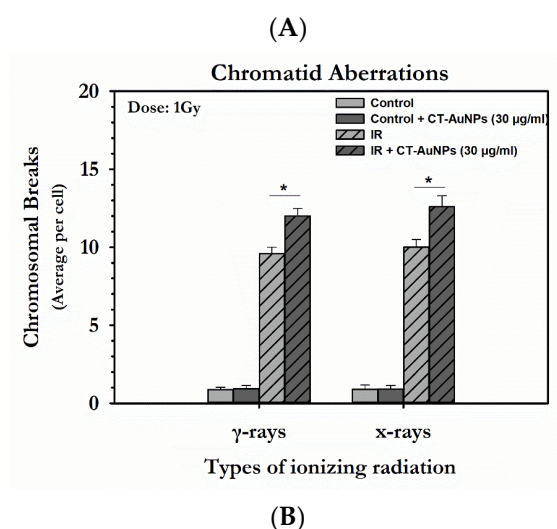 (A)
Chromatid Aberrations
Dose: 1Gy
Control
Control + CT-AuNPs (30 μg/ml)
IR
IR + CT-AuNPs (30 μg/ml)
Chromosomal Breaks
(Average per cell)
20
15
10
5
0
*
*
γ-rays
x-rays
Types of ionizing radiation
(B)